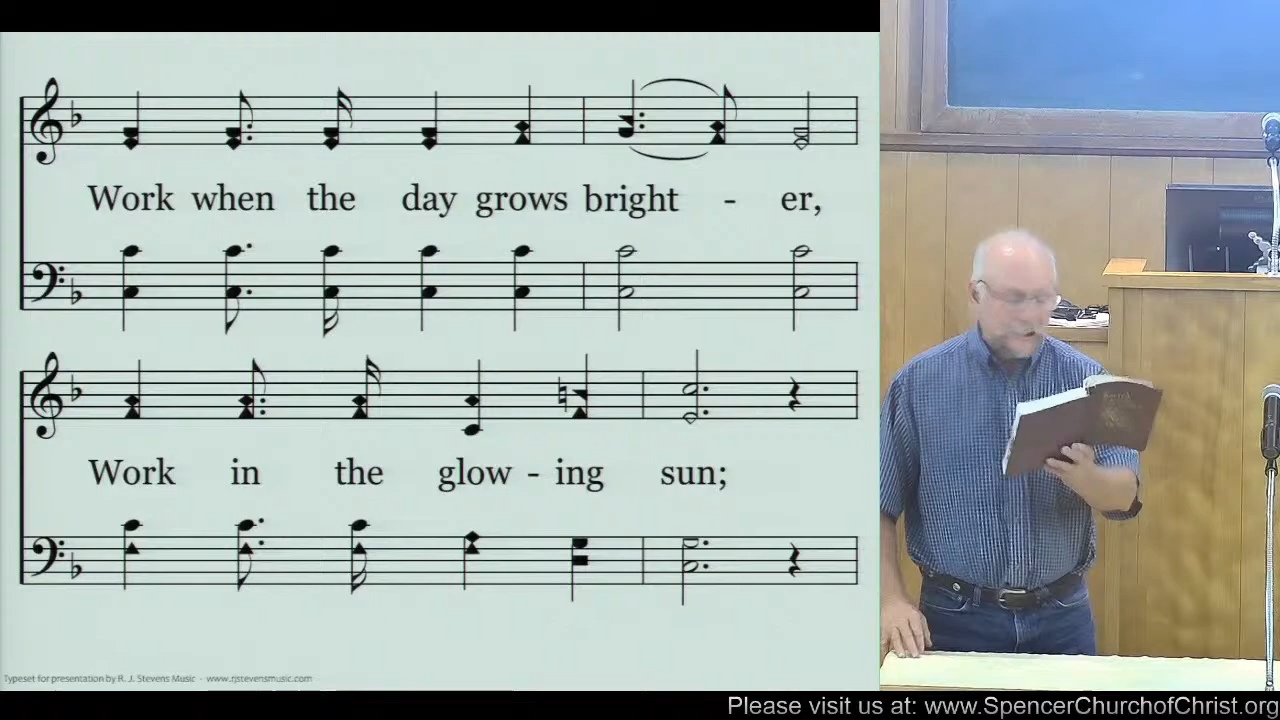 Work when the day grows bright - er,
Work in the glow - ing sun;
Typeset for presentation by R. J. Stevens Music - www.rjstevensmusic.com
Please visit us at: www.SpencerChurchofChrist.org